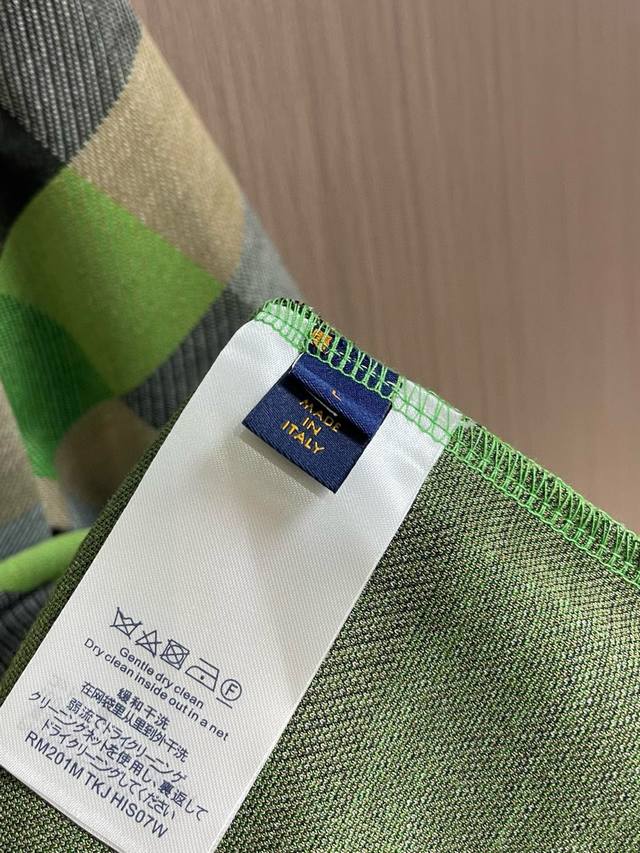 MADE
IN
ITALY
Gentle dry clean
Dry clean inside out in a net
缓和干洗
在网袋里从里到外干洗
弱流でドライクリーニング
クリーニングネットを使用し、裏返して
ドライクリーニングしてください
RM201M TKJ HIS07W